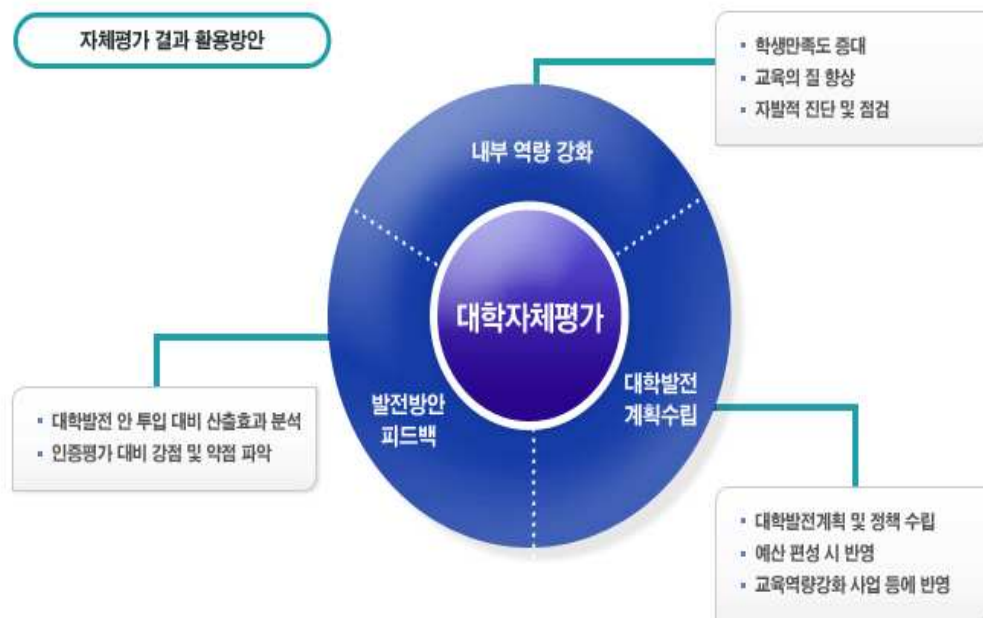 자체평가 결과 활용방안
▪ 학생만족도 증대
▪ 교육의 질 향상
▪ 자발적 진단 및 점검
내부 역량 강화
대학자체평가
발전방안
피드백
대학발전
계획수립
▪ 대학발전 안 투입 대비 산출효과 분석
▪ 인증평가 대비 강점 및 약점 파악
▪ 대학발전계획 및 정책 수립
▪ 예산 편성 시 반영
▪ 교육역량강화 사업 등에 반영